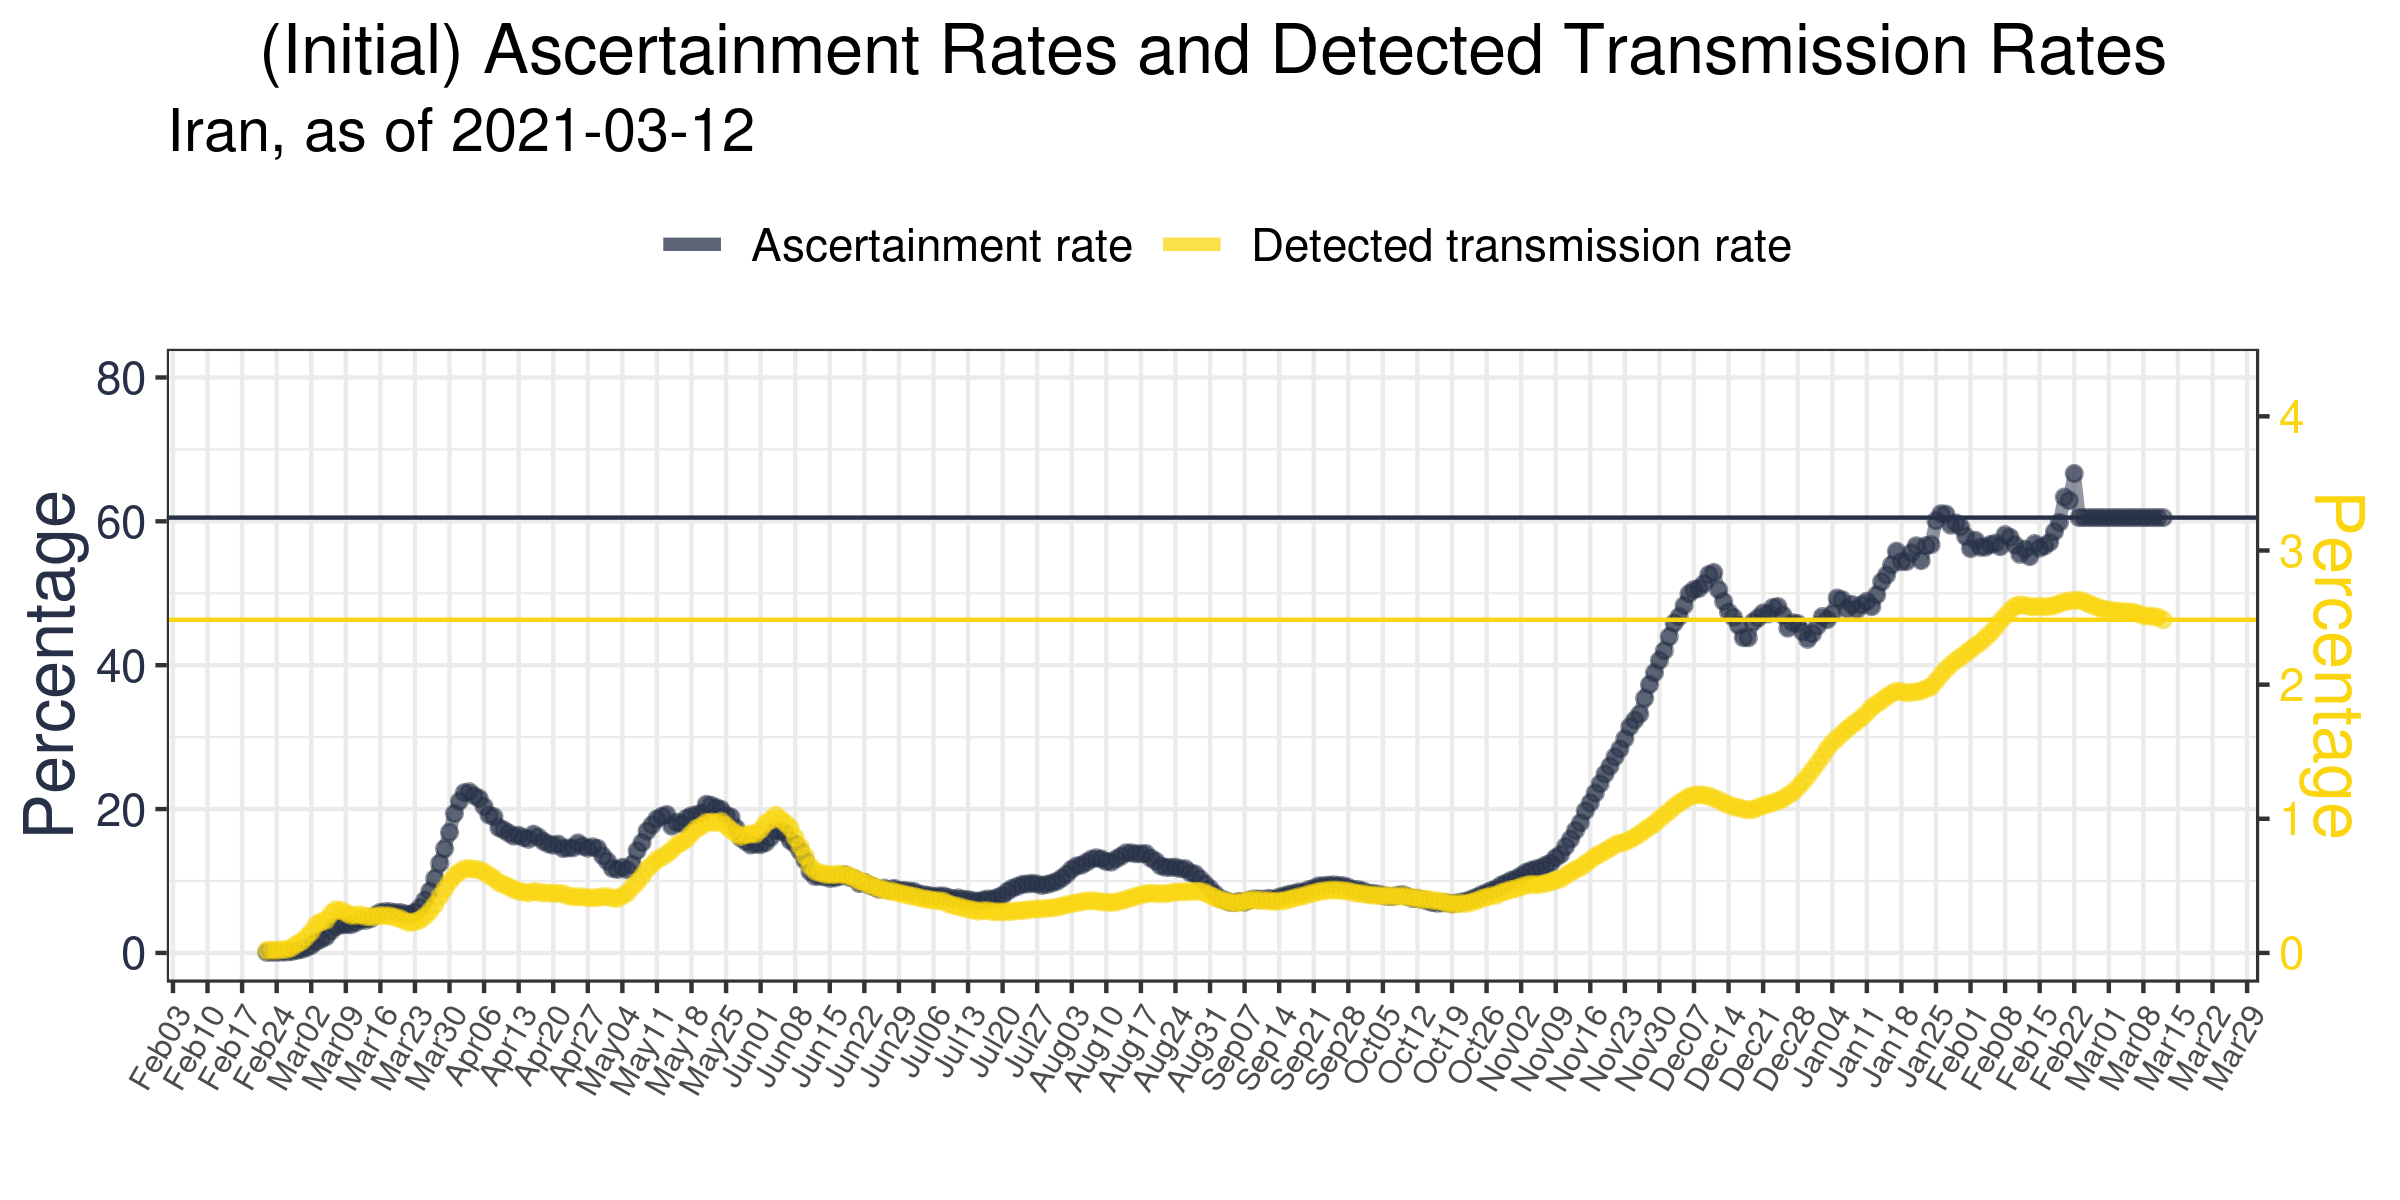 (Initial) Ascertainment Rates and Detected Transmission Rates
Iran, as of 2021-03-12
Ascertainment rate
Detected transmission rate
Percentage
80
60
40
20
0
4
3
2
1
0
Percentage
Feb03
Feb10
Feb17
Feb24
Mar02
Mar09
Mar16
Mar23
Mar30
Apr06
Apr13
Apr20
Apr27
May04
May11
May18
May25
Jun01
Jun08
Jun15
Jun22
Jun29
Jul06
Jul13
Jul20
Jul27
Aug03
Aug10
Aug17
Aug24
Aug31
Sep07
Sep14
Sep21
Sep28
Oct05
Oct12
Oct19
Oct26
Nov02
Nov09
Nov16
Nov23
Nov30
Dec07
Dec14
Dec21
Dec28
Jan04
Jan11
Jan18
Jan25
Feb01
Feb08
Feb15
Feb22
Mar01
Mar08
Mar15
Mar22
Mar29